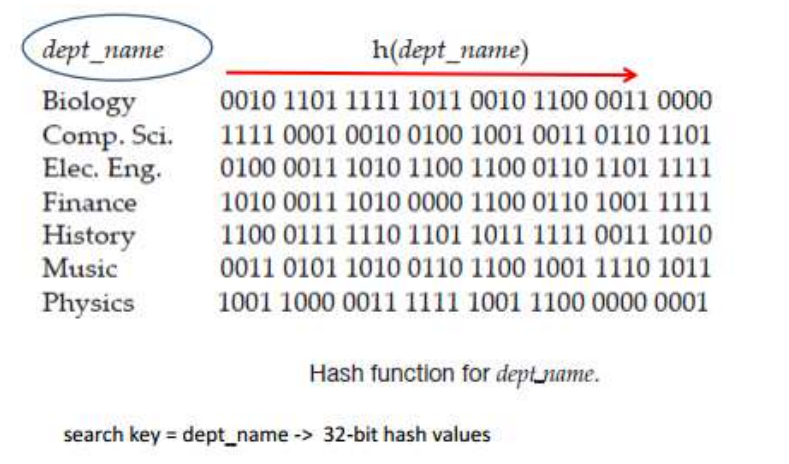 dept_name h(dept_name)
Biology 0010 1101 1111 1011 0010 1100 0011 0000
Comp. Sci. 1111 0001 0010 0100 1001 0011 0110 1101
Elec. Eng. 0100 0011 1010 1100 1100 0110 1101 1111
Finance 1010 0011 1010 0000 1100 0110 1001 1111
History 1100 0111 1110 1101 1011 1111 0011 1010
Music 0011 0101 1010 0110 1100 1001 1110 1011
Physics 1001 1000 0011 1111 1001 1100 0000 0001
Hash function for dept_name.
search key = dept_name -> 32-bit hash values